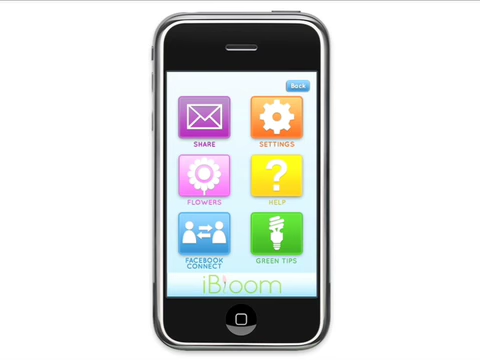 Back
SHARE
SETTINGS
FLOWERS
?
HELP
FACEBOOK
CONNECT
GREEN TIPS
iBloom